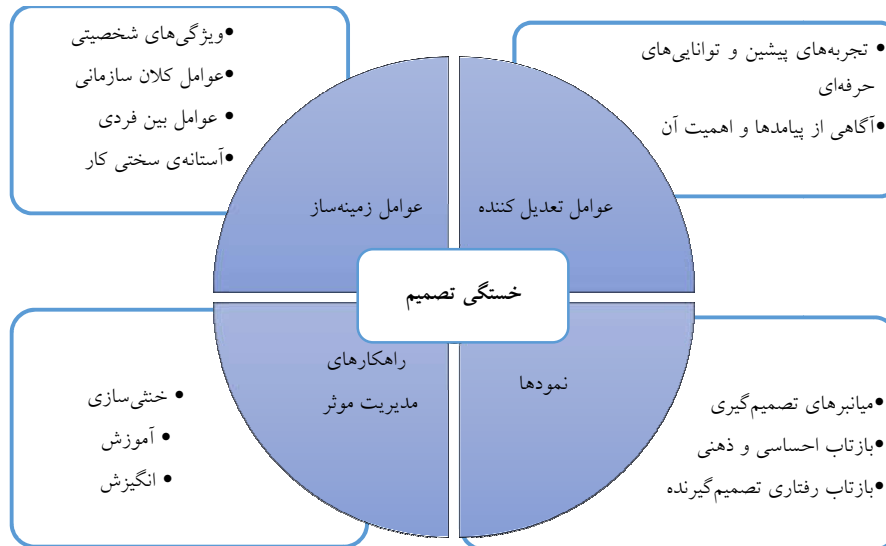 • تجربه‌های پیشین و توانایی‌های
حرفه‌ای
•آگاهی از پیامدها و اهمیت آن
•ویژگی‌های شخصیتی
•عوامل کلان سازمانی
• عوامل بین فردی
•آستانه‌ی سختی کار
عوامل تعدیل کننده
عوامل زمینه‌ساز
خستگی تصمیم
نمودها
راهکارهای
مدیریت موثر
•میانبرهای تصمیم‌گیری
•بازتاب احساسی و ذهنی
•بازتاب رفتاری تصمیم‌گیرنده
• خنثی‌سازی
• آموزش
• انگیزش